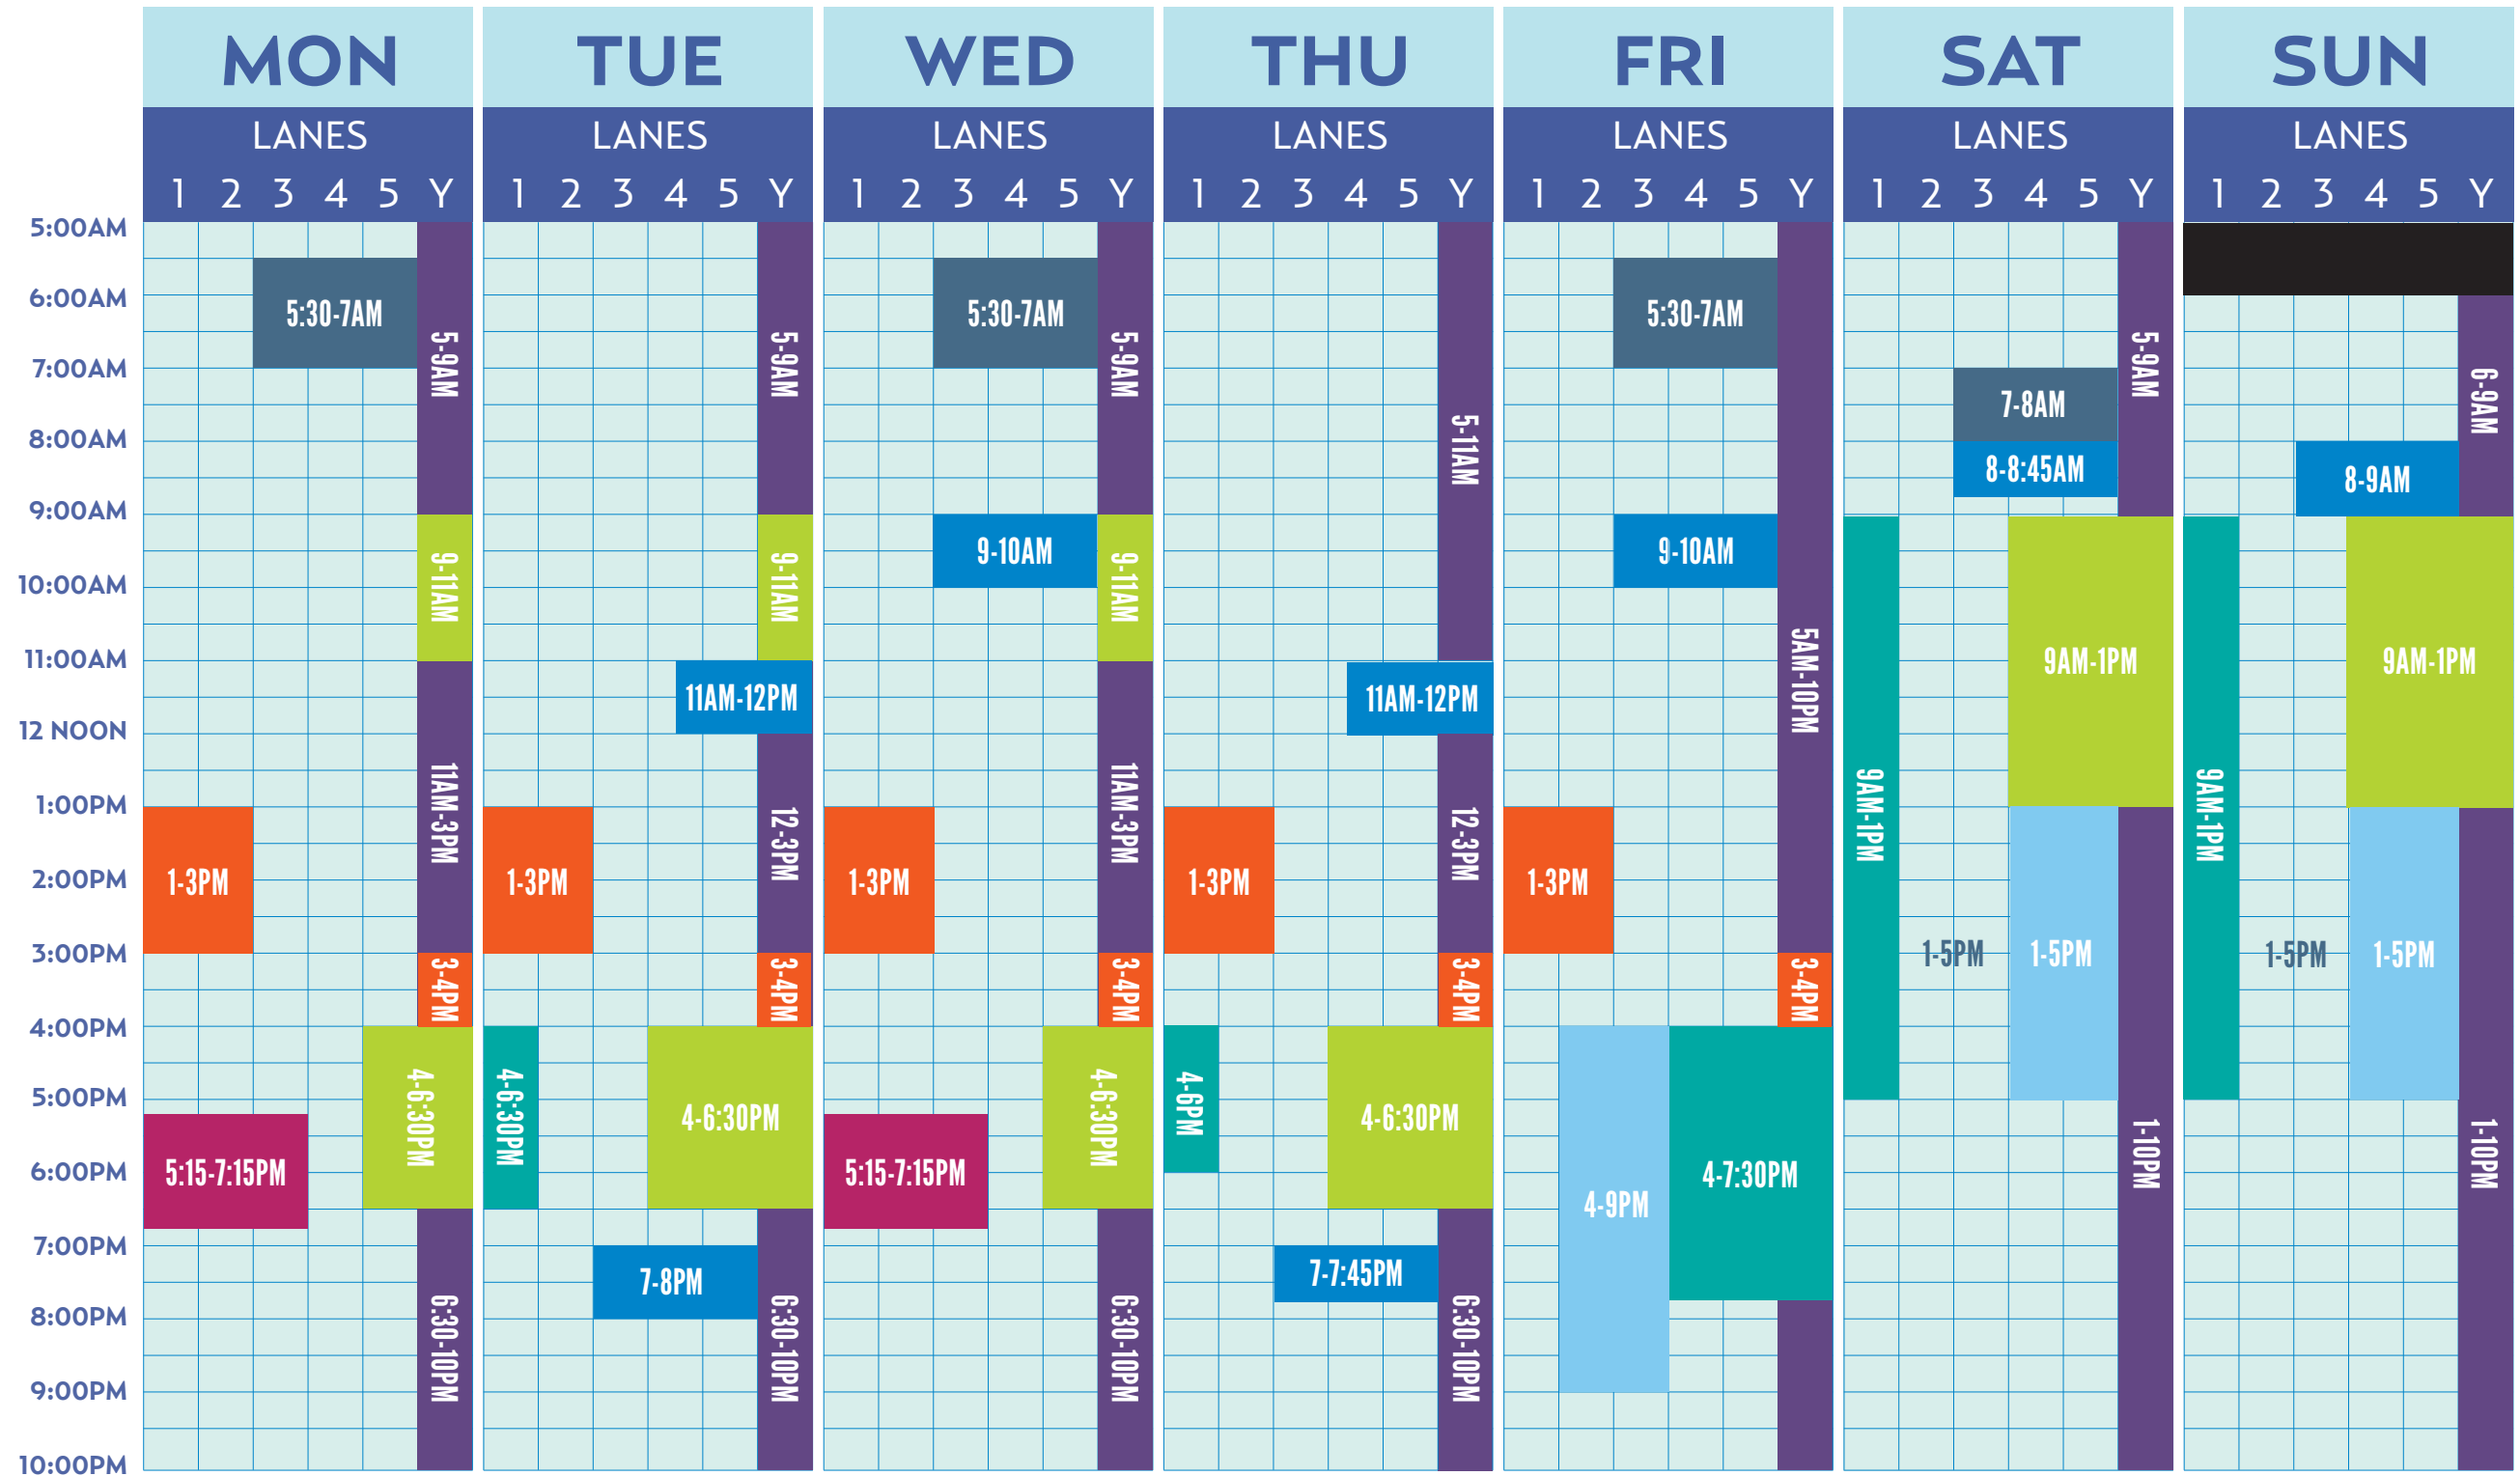 MON TUE WED THU FRI SAT SUN
LANES LANES LANES LANES LANES LANES LANES
1 2 3 4 5 Y 1 2 3 4 5 Y 1 2 3 4 5 Y 1 2 3 4 5 Y 1 2 3 4 5 Y 1 2 3 4 5 Y 1 2 3 4 5 Y
5:00AM
6:00AM
7:00AM
8:00AM
9:00AM
10:00AM
11:00AM
12 NOON
1:00PM
2:00PM
3:00PM
4:00PM
5:00PM
6:00PM
7:00PM
8:00PM
9:00PM
10:00PM
5:30-7AM
5-9AM
9-11AM
11AM-3PM
1-3PM
3-4PM
4-6:30PM
5:15-7:15PM
6:30-10PM
5-9AM
9-11AM
11AM-12PM
12-3PM
1-3PM
3-4PM
4-6:30PM
4-6:30PM
7-8PM
6:30-10PM
5:30-7AM
5-9AM
9-10AM
9-11AM
11AM-3PM
1-3PM
3-4PM
4-6:30PM
5:15-7:15PM
6:30-10PM
5-11AM
11AM-12PM
12-3PM
1-3PM
3-4PM
4-6PM
4-6:30PM
7-7:45PM
6:30-10PM
5:30-7AM
9-10AM
5AM-10PM
1-3PM
3-4PM
4-9PM
4-7:30PM
5-9AM
7-8AM
8-8:45AM
9AM-1PM
9AM-1PM
1-5PM
1-5PM
1-10PM
6-9AM
8-9AM
9AM-1PM
9AM-1PM
1-5PM
1-5PM
1-10PM